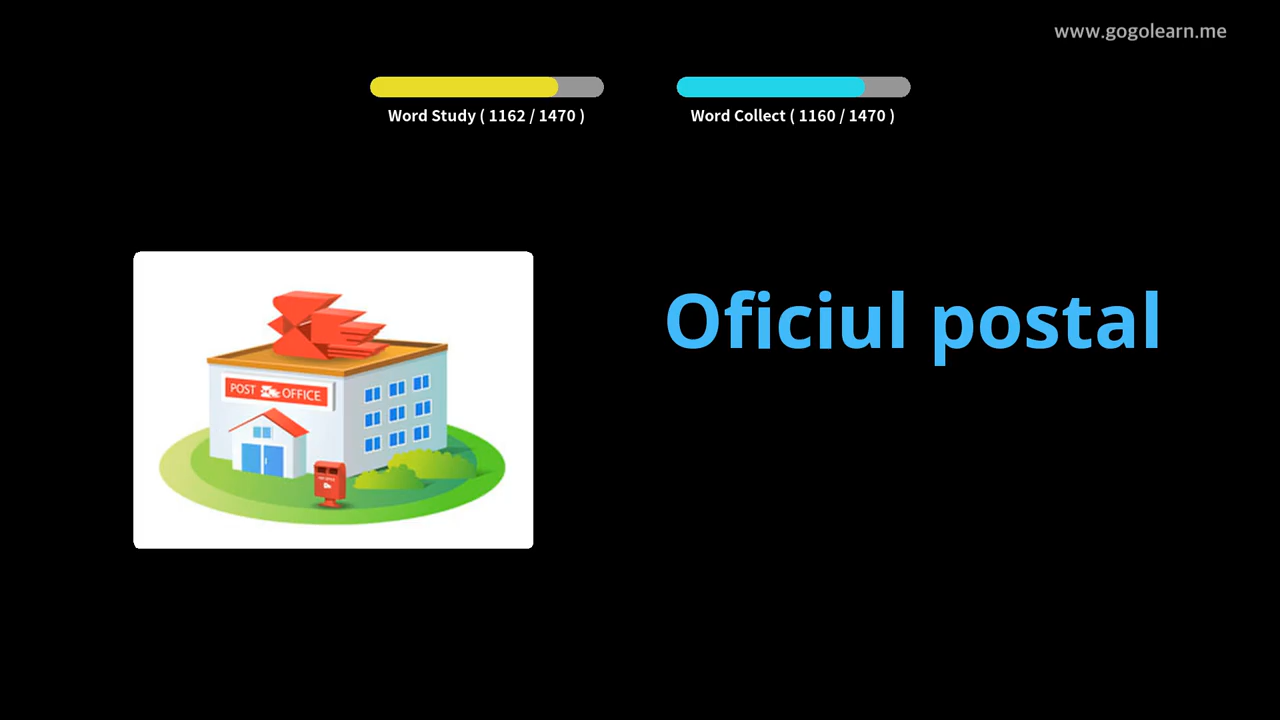 www.gogolearn.me
Word Study ( 1162 / 1470 )
Word Collect ( 1160 / 1470 )
Oficiul postal
POST OFFICE